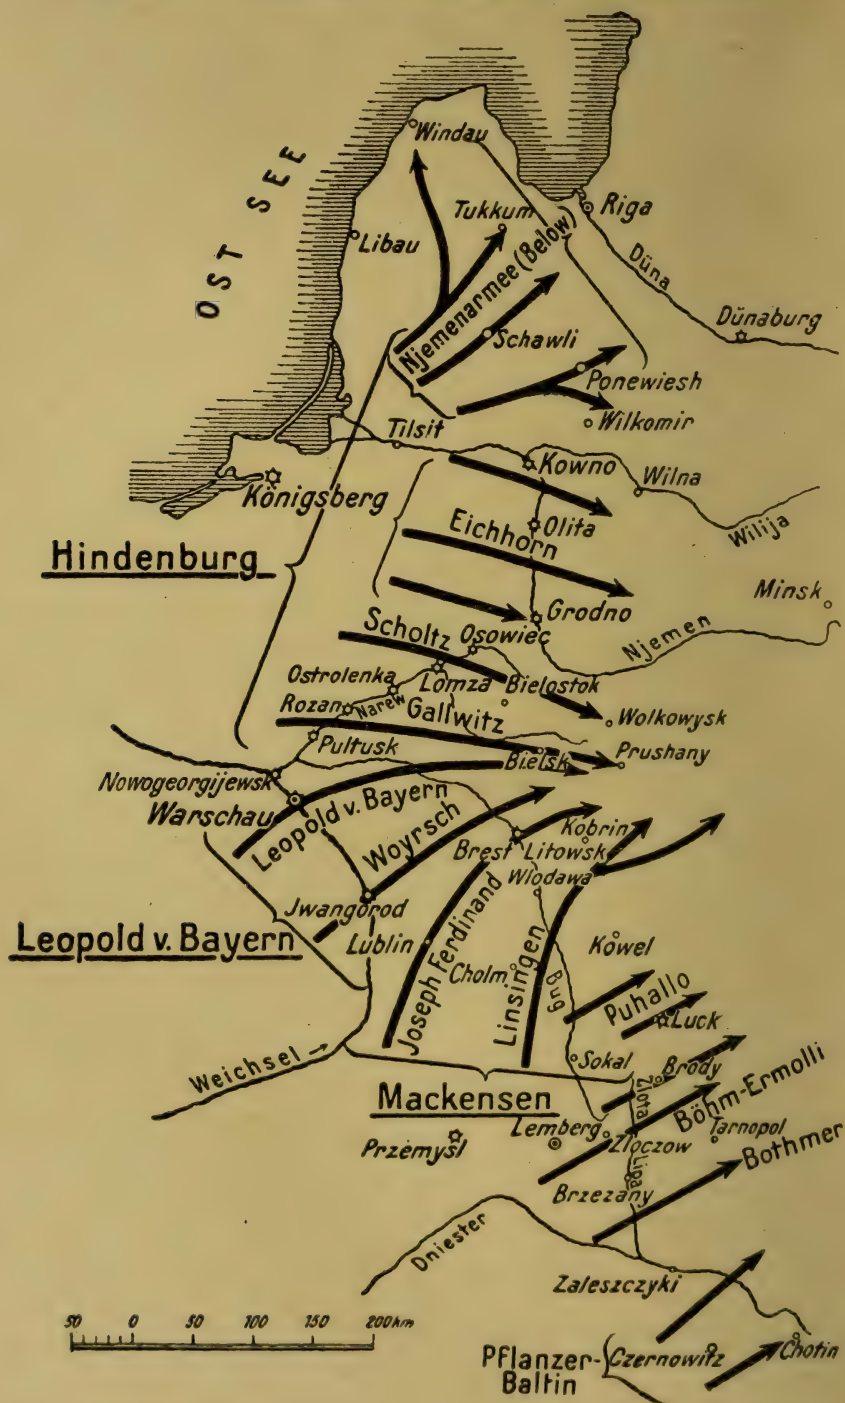 Windau
Riga
Tukkum
OST SEE
Libau
Njemenarmee (Below)
Düna
Dünaburg
Schawli
Ponewiesh
Wilkomir
Tilsit
Kowno
Wilna
Königsberg
Olita
Wilija
Eichhorn
Hindenburg
Minsk
Grodno
Scholtz
Osowiec
Njemen
Ostrolenka
Lomza
Bielostok
Rozan
Narew
Gallwitz
Wolkowysk
Pultusk
Bielsk
Prushany
Nowogeorgijewsk
Warschau
Leopold v. Bayern
Woyrsch
Kobrin
Brest Litowsk
Wlodawa
Jwangorod
Leopold v. Bayern
Lublin
Joseph Ferdinand
Cholm
Linsingen
Bug
Kowel
Puhallo
Luck
Weichsel →
Sokal
Brody
Mackensen
Zlota
Böhm-Ermolli
Lemberg
Przemysl
Zloczow
Tarnopol
Lipa
Bothmer
Brzezany
Dniester
Zaleszczyki
50 0 50 100 150 200 km
Pflanzer-
Baltin
Czernowitz
Chotin